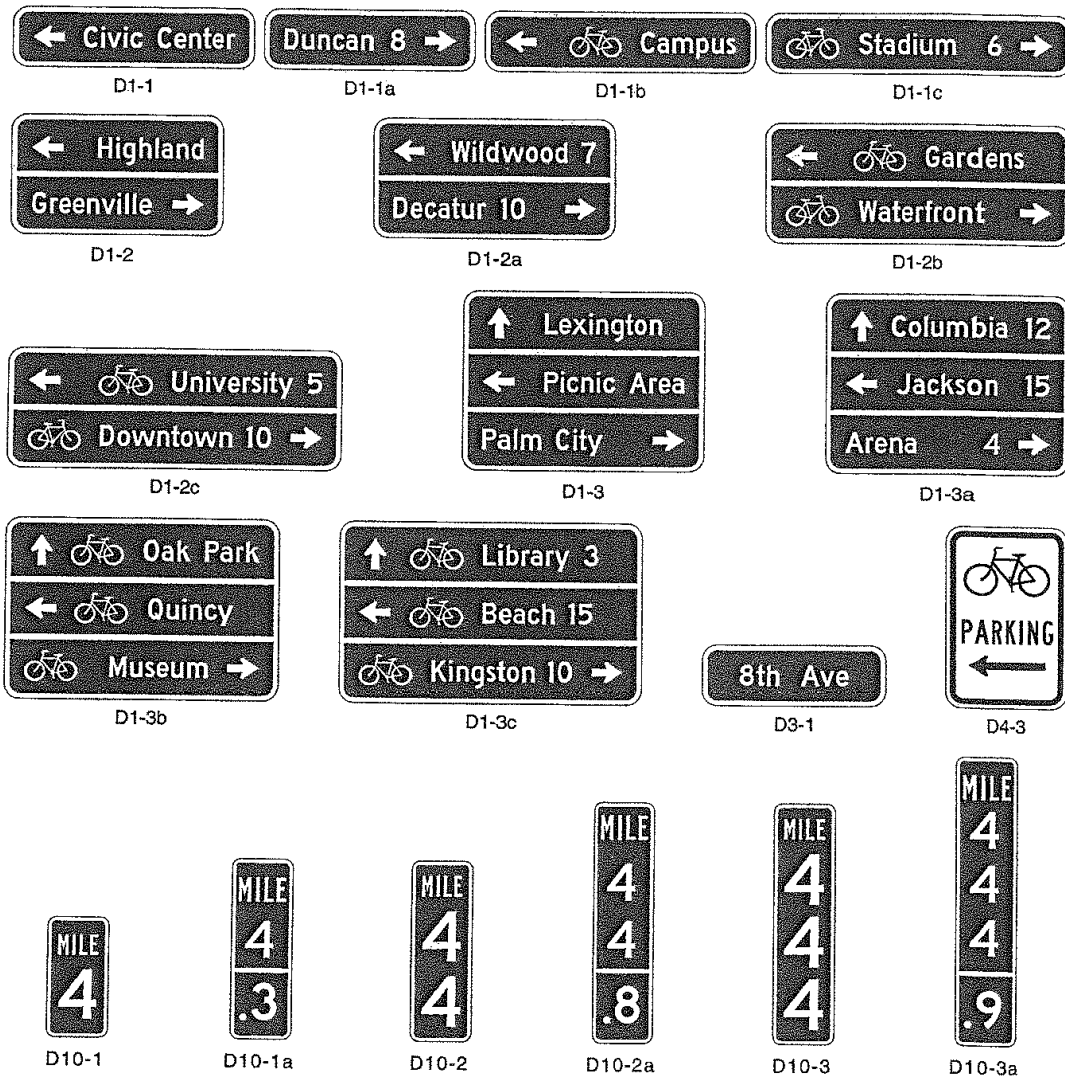 Civic Center
Duncan 8
Campus
Stadium 6
D1-1
D1-1a
D1-1b
D1-1c
Highland
Greenville
Wildwood 7
Decatur 10
Gardens
Waterfront
D1-2
D1-2a
D1-2b
University 5
Downtown 10
Lexington
Picnic Area
Palm City
Columbia 12
Jackson 15
Arena 4
D1-2c
D1-3
D1-3a
Oak Park
Quincy
Museum
Library 3
Beach 15
Kingston 10
8th Ave
PARKING
D1-3b
D1-3c
D3-1
D4-3
MILE
4
MILE
4
.3
MILE
4
4
MILE
4
4
.8
MILE
4
4
4
MILE
4
4
4
.9
D10-1
D10-1a
D10-2
D10-2a
D10-3
D10-3a